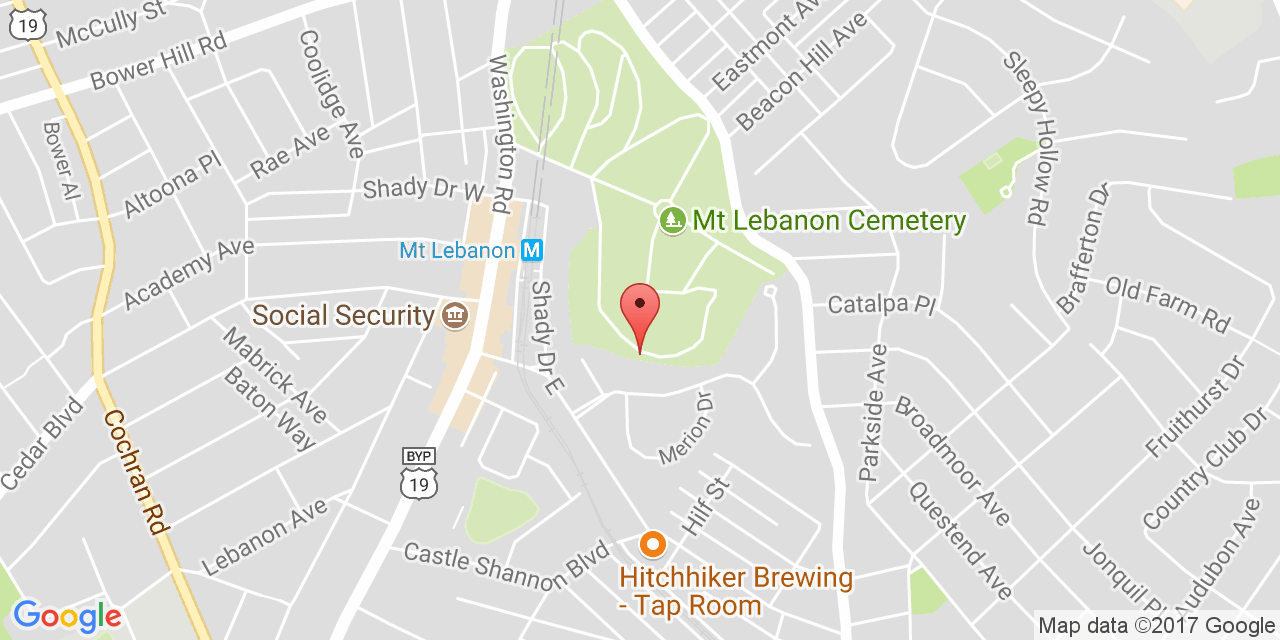 19
McCully St
Bower Hill Rd
Coolidge Ave
Washington Rd
Eastmont Av
Beacon Hill Ave
Sleepy Hollow Rd
Bower Al
Altoona Pl
Rae Ave
Shady Dr W
Mt Lebanon Cemetery
Brafferton Dr
Academy Ave
Mt Lebanon
M
Shady Dr E
Social Security
Catalpa Pl
Old Farm Rd
Mabrick Ave
Baton Way
Parkside Ave
Fruithurst Dr
Cedar Blvd
Cochran Rd
Merion Dr
Broadmoor Ave
Country Club Dr
BYP
19
Lebanon Ave
Hilf St
Questend Ave
Audubon Ave
Castle Shannon Blvd
Jonquil Pl
Hitchhiker Brewing
- Tap Room
Google
Map data ©2017 Google